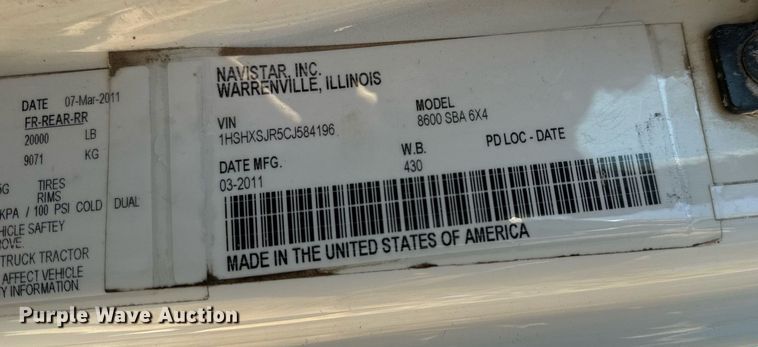 DATE 07-Mar-2011
FR-REAR-RR
20000 LB
9071 KG
5G TIRES
RIMS
KPA / 100 PSI COLD DUAL
HICLE SAFTEY
ROVE.
TRUCK TRACTOR
AFFECT VEHICLE
Y INFORMATION
NAVISTAR, INC.
WARRENVILLE, ILLINOIS
VIN MODEL
1HSHXSJR5CJ584196 8600 SBA 6X4
DATE MFG. W.B. PD LOC - DATE
03-2011 430
MADE IN THE UNITED STATES OF AMERICA
Purple Wave Auction